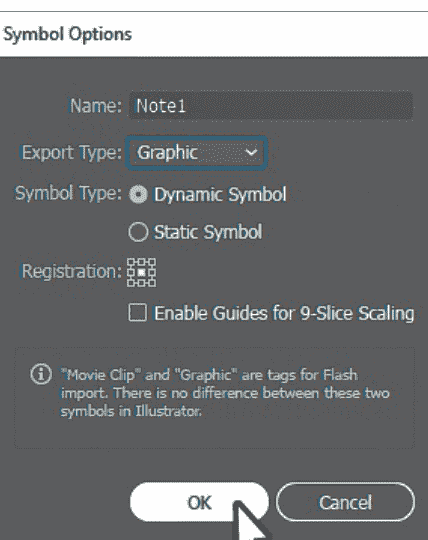 Symbol Options
Name: Note1
Export Type: Graphic
Symbol Type: Dynamic Symbol
Static Symbol
Registration:
Enable Guides for 9-Slice Scaling
"Movie Clip" and "Graphic" are tags for Flash
import. There is no difference between these two
symbols in Illustrator.
OK Cancel